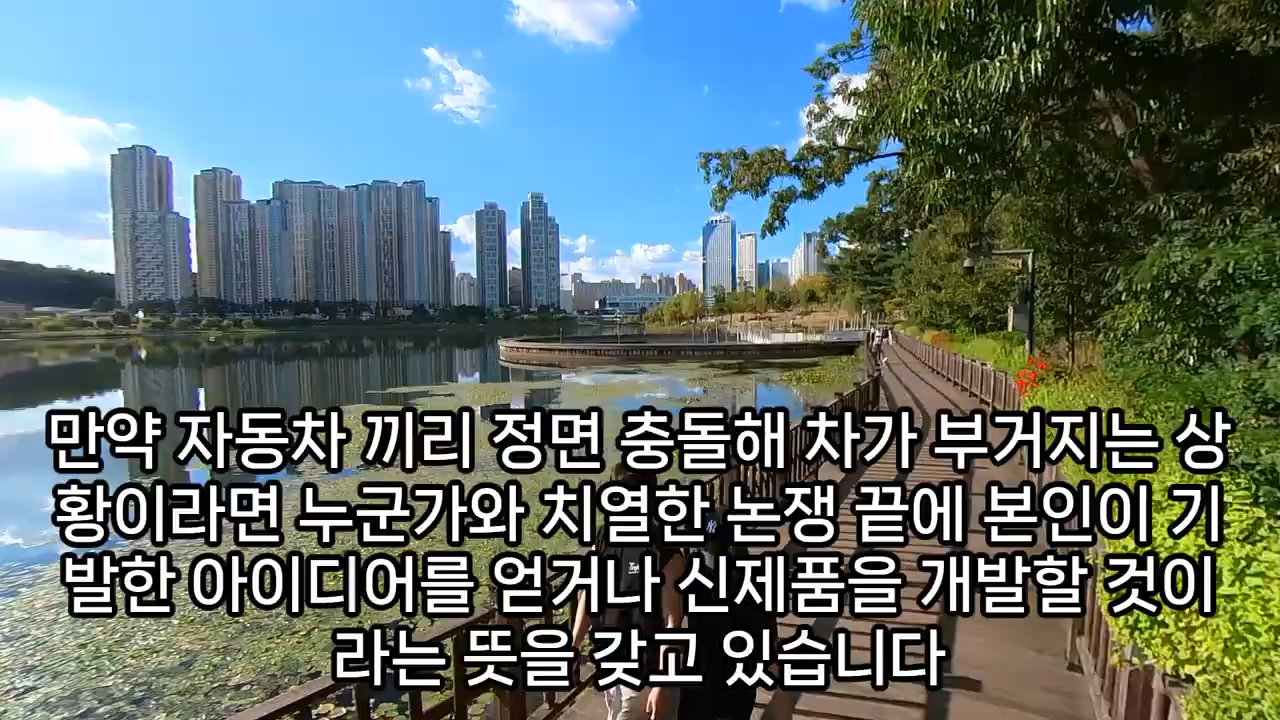 만약 자동차 끼리 정면 충돌해 차가 부거지는 상
황이라면 누군가와 치열한 논쟁 끝에 본인이 기
발한 아이디어를 얻거나 신제품을 개발할 것이
라는 뜻을 갖고 있습니다